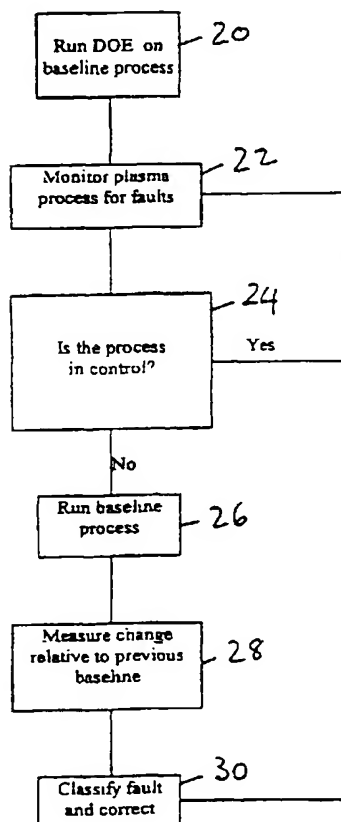 Run DOE on
baseline process
20
Monitor plasma
process for faults
22
24
Is the process
in control?
Yes
No
Run baseline
process
26
Measure change
relative to previous
baseline
28
Classify fault
and correct
30